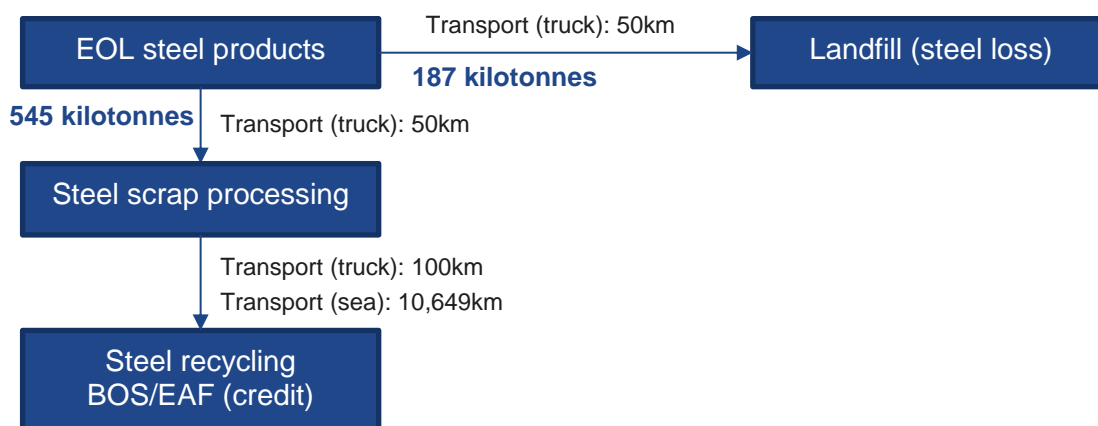 EOL steel products
Transport (truck): 50km
187 kilotonnes
Landfill (steel loss)
545 kilotonnes
Transport (truck): 50km
Steel scrap processing
Transport (truck): 100km
Transport (sea): 10,649km
Steel recycling
BOS/EAF (credit)